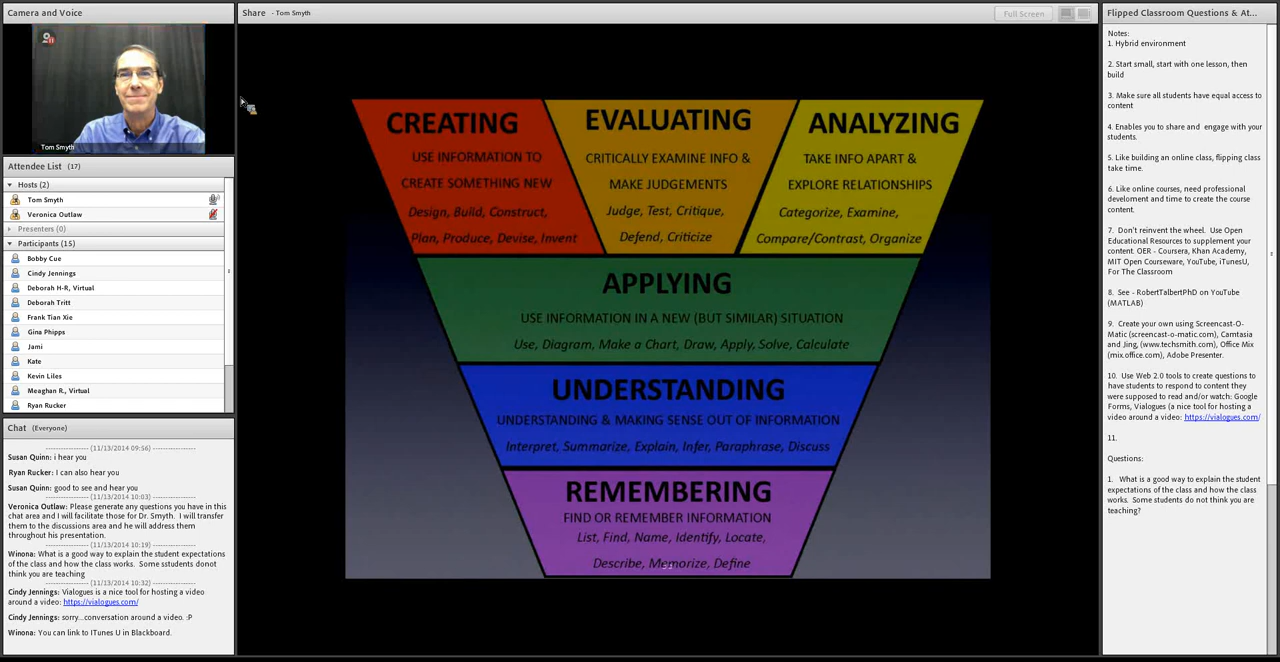 Camera and Voice
Tom Smyth
Attendee List (17)
Hosts (2)
Tom Smyth
Veronica Outlaw
Presenters (0)
Participants (15)
Bobby Cue
Cindy Jennings
Deborah H-R, Virtual
Deborah Tritt
Frank Tian Xie
Gina Phipps
Jami
Kate
Kevin Liles
Meaghan R., Virtual
Ryan Rucker
Chat (Everyone)
------------------ (11/13/2014 09:56) ------------------
Susan Quinn: i hear you
Ryan Rucker: I can also hear you
Susan Quinn: good to see and hear you
------------------ (11/13/2014 10:03) ------------------
Veronica Outlaw: Please generate any questions you have in this
chat area and I will facilitate those for Dr. Smyth. I will transfer
them to the discussions area and he will address them
throughout his presentation.
------------------ (11/13/2014 10:19) ------------------
Winona: What is a good way to explain the student expectations
of the class and how the class works. Some sstudents donot
think you are teaching
------------------ (11/13/2014 10:32) ------------------
Cindy Jennings: Vialogues is a nice tool for hosting a video
around a video: https://vialogues.com/
Cindy Jennings: sorry...conversation around a video. :P
Winona: You can link to ITunes U in Blackboard.
Share - Tom Smyth
Full Screen
CREATING
USE INFORMATION TO
CREATE SOMETHING NEW
Design, Build, Construct,
Plan, Produce, Devise, Invent
EVALUATING
CRITICALLY EXAMINE INFO &
MAKE JUDGEMENTS
Judge, Test, Critique,
Defend, Criticize
ANALYZING
TAKE INFO APART &
EXPLORE RELATIONSHIPS
Categorize, Examine,
Compare/Contrast, Organize
APPLYING
USE INFORMATION IN A NEW (BUT SIMILAR) SITUATION
Use, Diagram, Make a Chart, Draw, Apply, Solve, Calculate
UNDERSTANDING
UNDERSTANDING & MAKING SENSE OUT OF INFORMATION
Interpret, Summarize, Explain, Infer, Paraphrase, Discuss
REMEMBERING
FIND OR REMEMBER INFORMATION
List, Find, Name, Identify, Locate,
Describe, Memorize, Define
Flipped Classroom Questions & At...
Notes:
1. Hybrid environment
2. Start small, start with one lesson, then
build
3. Make sure all students have equal access to
content
4. Enables you to share and engage with your
students.
5. Like building an online class, flipping class
take time.
6. Like online courses, need professional
develoment and time to create the course
content.
7. Don't reinvent the wheel. Use Open
Educational Resources to supplement your
content. OER - Coursera, Khan Academy,
MIT Open Courseware, YouTube, iTunesU,
For The Classroom
8. See - RobertTalbertPhD on YouTube
(MATLAB)
9. Create your own using Screencast-O-
Matic (screencast-o-matic.com), Camtasia
and Jing, (www.techsmith.com), Office Mix
(mix.office.com), Adobe Presenter.
10. Use Web 2.0 tools to create questions to
have students to respond to content they
were supposed to read and/or watch: Google
Forms, Vialogues (a nice tool for hosting a
video around a video: https://vialogues.com/
11.
Questions:
1. What is a good way to explain the student
expectations of the class and how the class
works. Some students do not think you are
teaching?